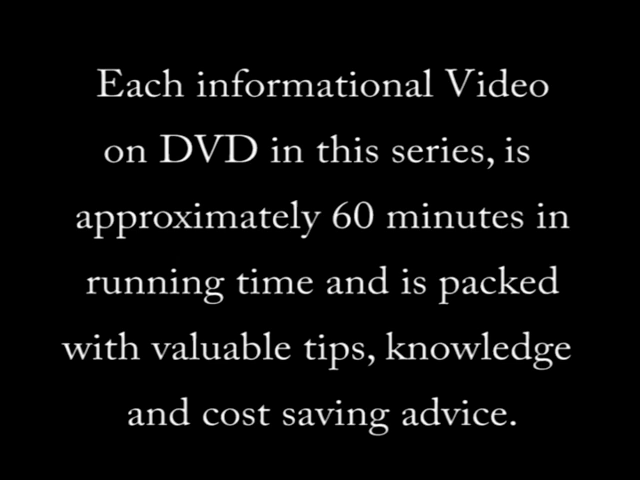 Each informational Video
on DVD in this series, is
approximately 60 minutes in
running time and is packed
with valuable tips, knowledge
and cost saving advice.